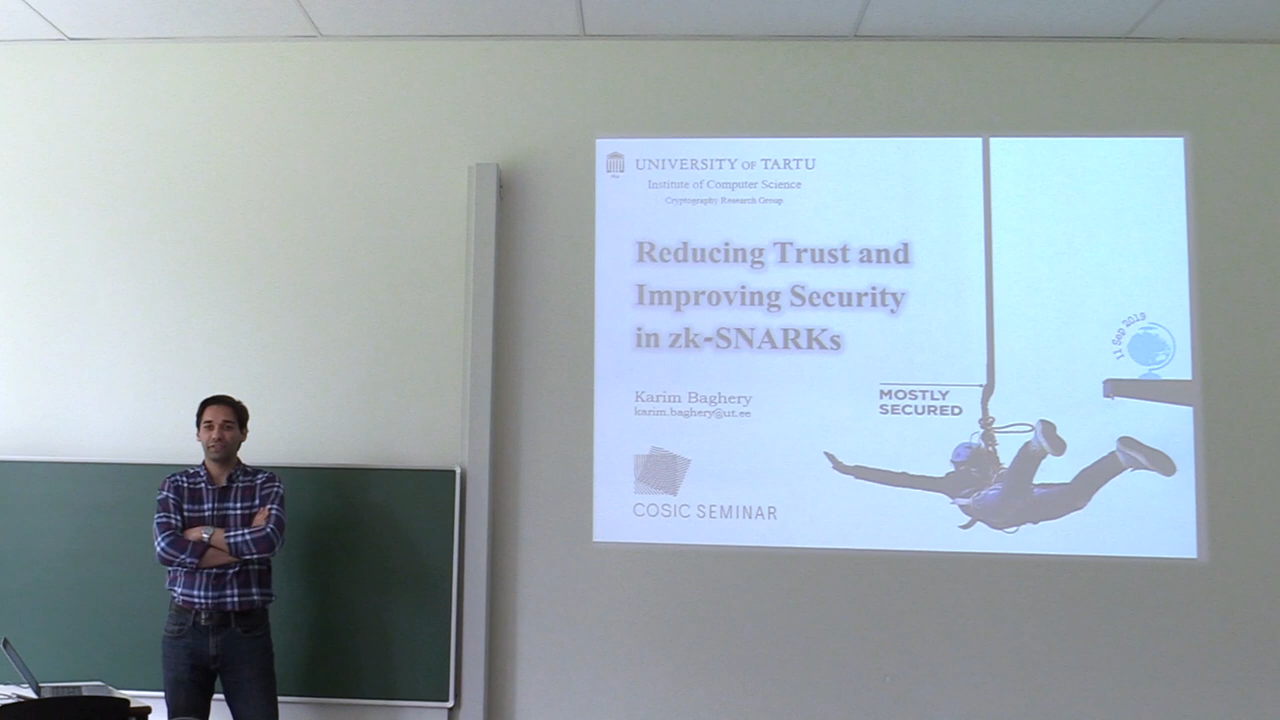 UNIVERSITY OF TARTU
Institute of Computer Science
Cryptography Research Group
Reducing Trust and
Improving Security
in zk-SNARKs
11 Sep 2019
Karim Baghery
karim.baghery@ut.ee
MOSTLY
SECURED
COSIC SEMINAR